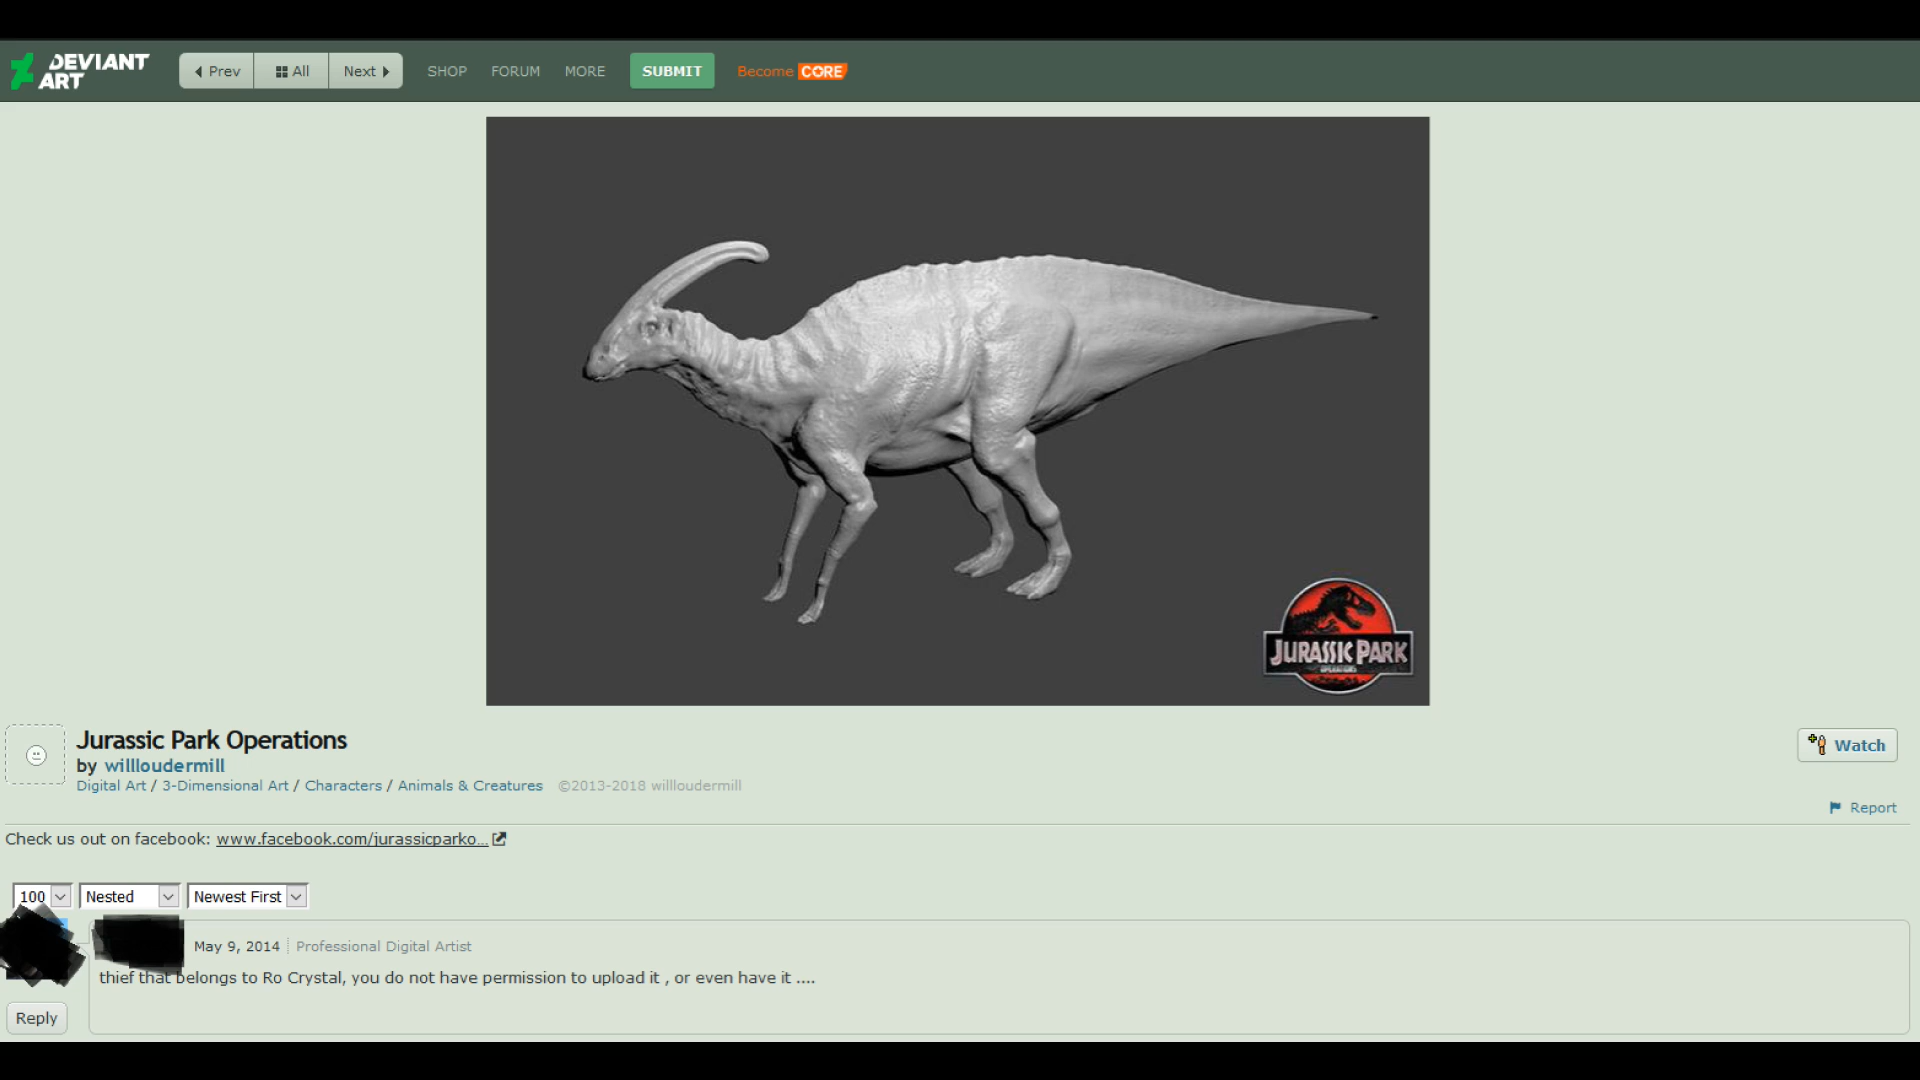 DEVIANT
ART
Prev
All
Next
SHOP
FORUM
MORE
SUBMIT
Become CORE
JURASSIC PARK
OPERATIONS
Jurassic Park Operations
by willloudermill
Digital Art / 3-Dimensional Art / Characters / Animals & Creatures ©2013-2018 willloudermill
Watch
Report
Check us out on facebook: www.facebook.com/jurassicparko...
100
Nested
Newest First
May 9, 2014 Professional Digital Artist
thief that belongs to Ro Crystal, you do not have permission to upload it , or even have it ....
Reply